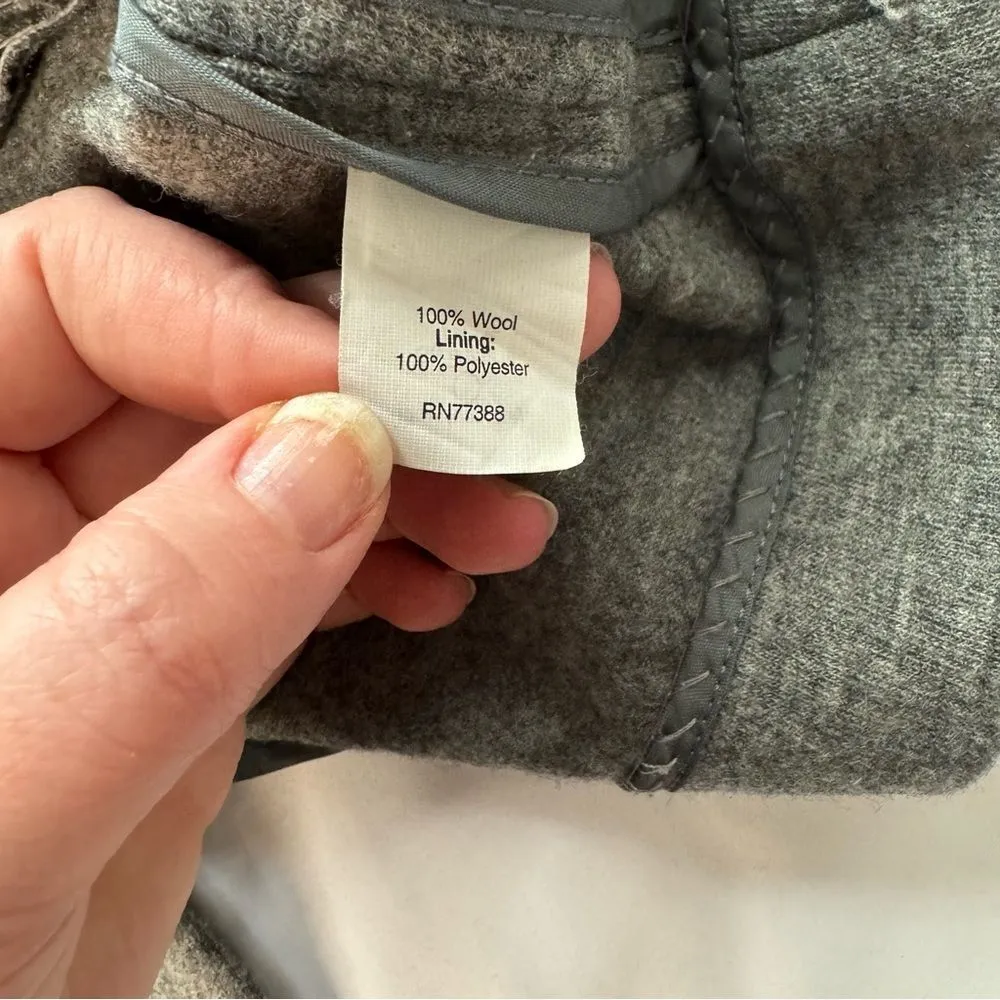 100% Wool
Lining:
100% Polyester
RN77388